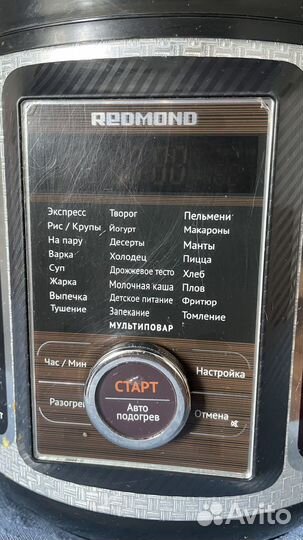 REDMOND
Экспресс
Рис / Крупы
На пару
Варка
Суп
Жарка
Выпечка
Тушение
Творог
Йогурт
Десерты
Холодец
Дрожжевое тесто
Молочная каша
Детское питание
Запекание
МУЛЬТИПОВАР
Пельмени
Макароны
Манты
Пицца
Хлеб
Плов
Фритюр
Томление
Час / Мин
Настройка
СТАРТ
Авто
подогрев
Разогрев
Отмена
Avito